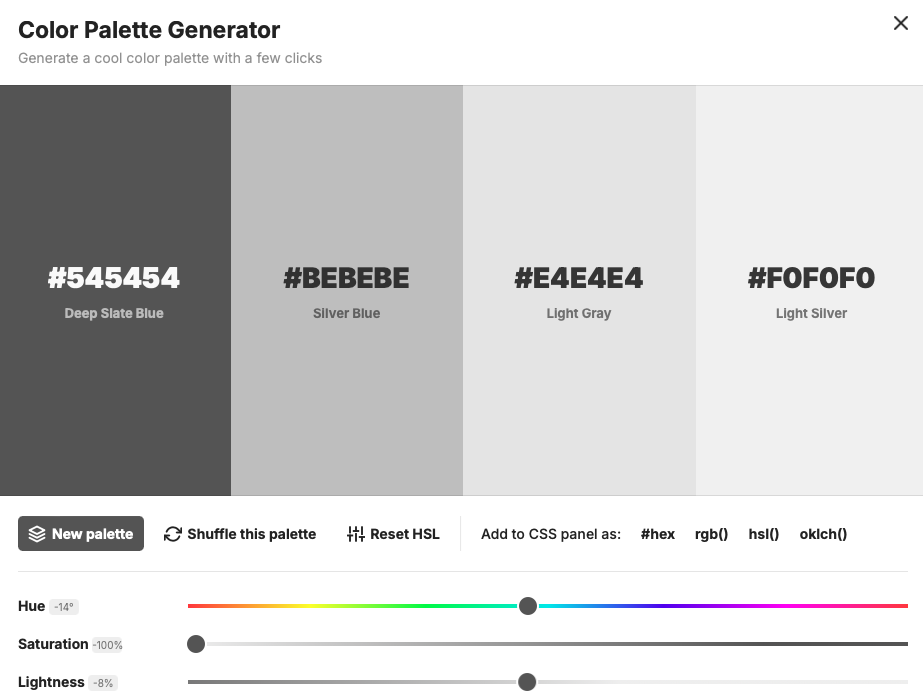 Color Palette Generator
Generate a cool color palette with a few clicks
#545454
Deep Slate Blue
#BEBEBE
Silver Blue
#E4E4E4
Light Gray
#F0F0F0
Light Silver
New palette Shuffle this palette Reset HSL Add to CSS panel as: #hex rgb() hsl() oklch()
Hue -14°
Saturation -100%
Lightness -8%